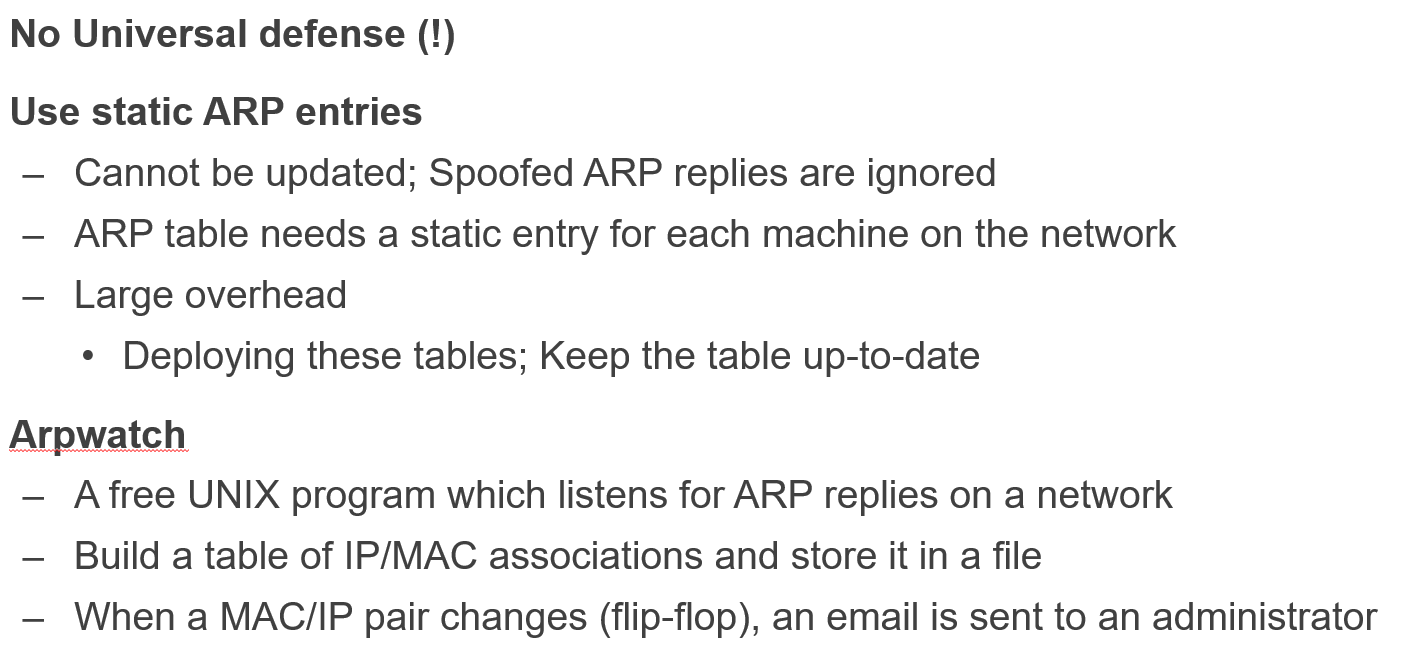 No Universal defense (!)
Use static ARP entries
– Cannot be updated; Spoofed ARP replies are ignored
– ARP table needs a static entry for each machine on the network
– Large overhead
• Deploying these tables; Keep the table up-to-date
Arpwatch
– A free UNIX program which listens for ARP replies on a network
– Build a table of IP/MAC associations and store it in a file
– When a MAC/IP pair changes (flip-flop), an email is sent to an administrator